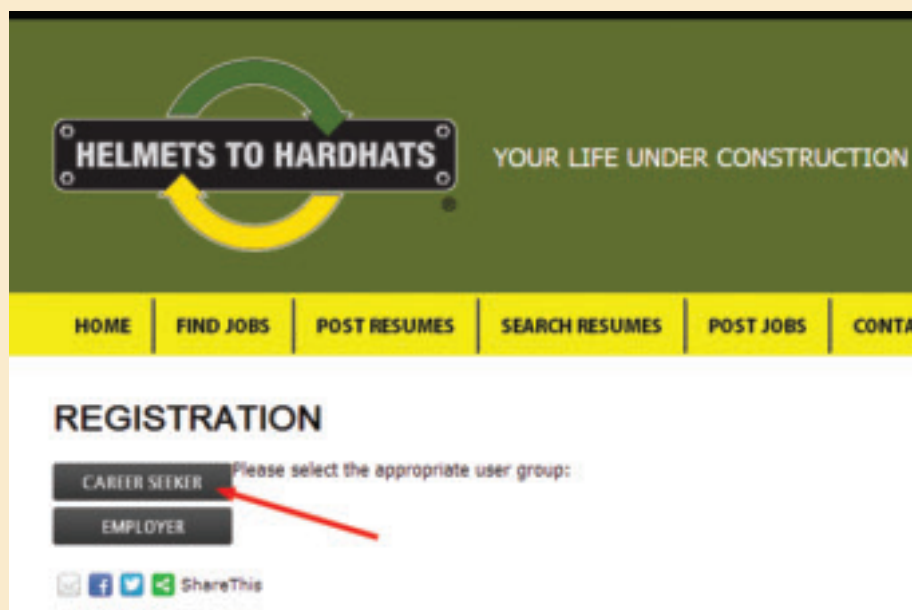 HELMETS TO HARDHATS
YOUR LIFE UNDER CONSTRUCTION
HOME FIND JOBS POST RESUMES SEARCH RESUMES POST JOBS CONTA
REGISTRATION
CAREER SEEKER Please select the appropriate user group:
EMPLOYER
ShareThis